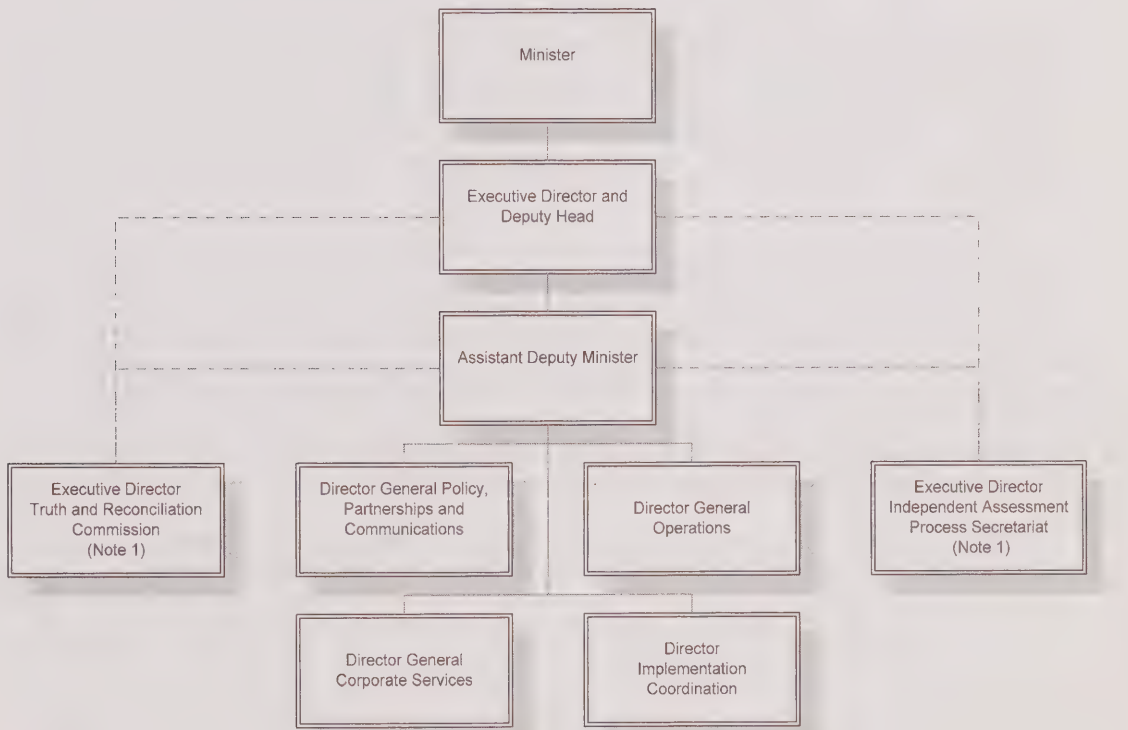 Minister
Executive Director and
Deputy Head
Assistant Deputy Minister
Executive Director
Truth and Reconciliation
Commission
(Note 1)
Director General Policy,
Partnerships and
Communications
Director General
Operations
Executive Director
Independent Assessment
Process Secretariat
(Note 1)
Director General
Corporate Services
Director
Implementation
Coordination